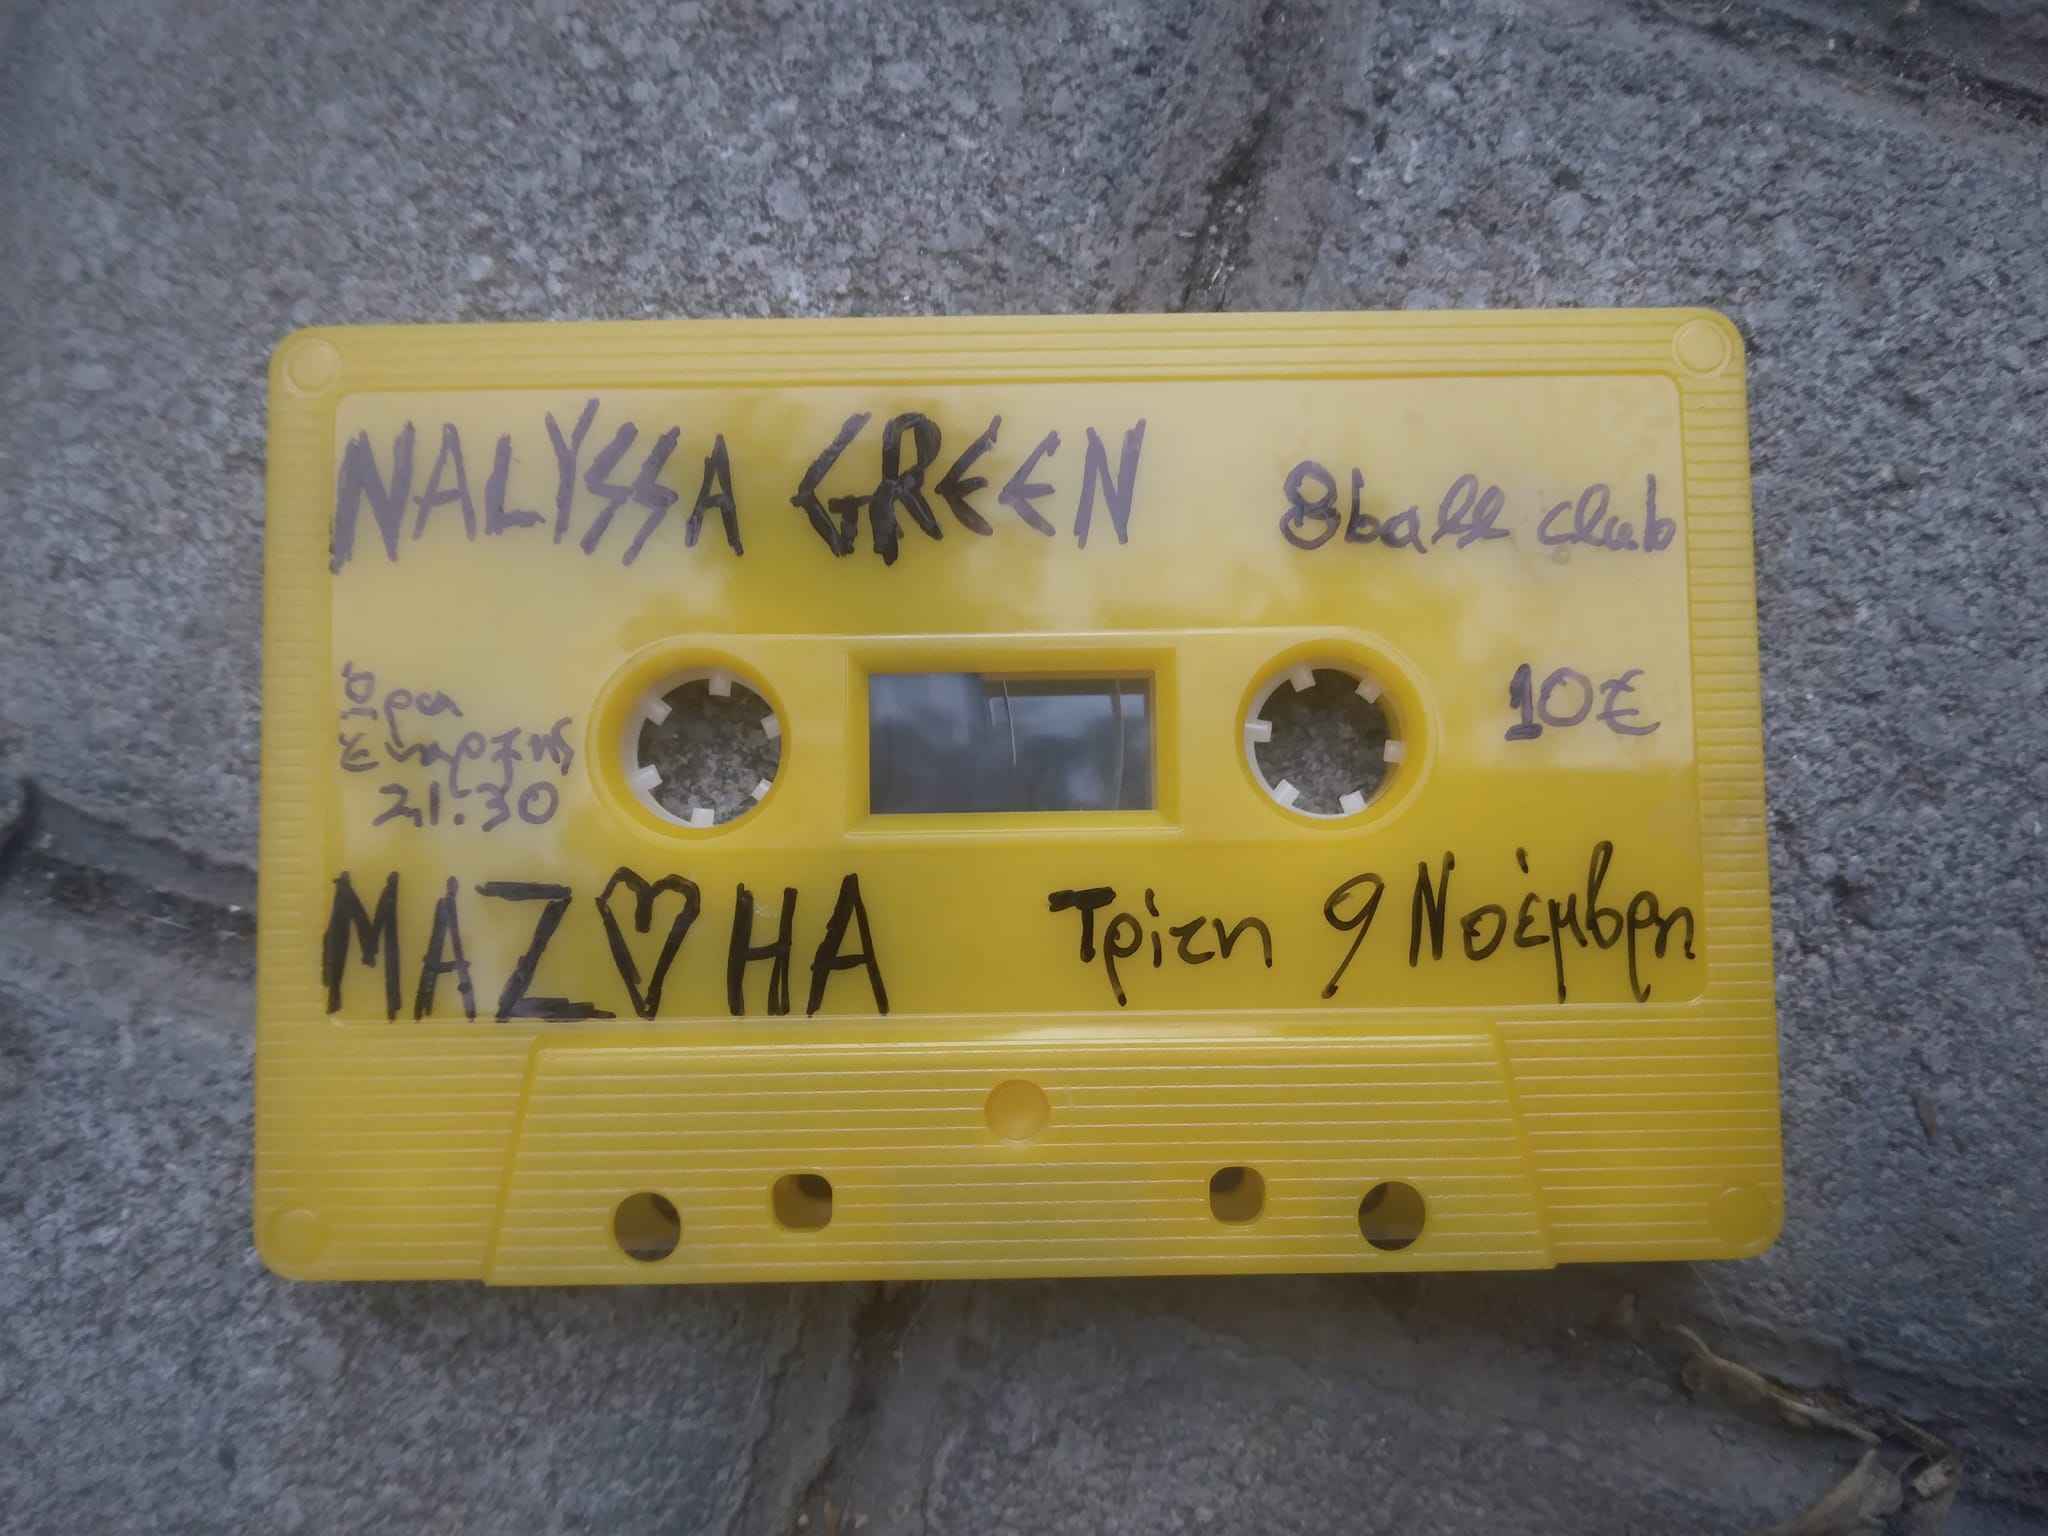 NALYSSA GREEN
8ball club
Ώρα
Έναρξης
21:30
10€
MAZ♡HA
Τρίτη 9 Νοέμβρη